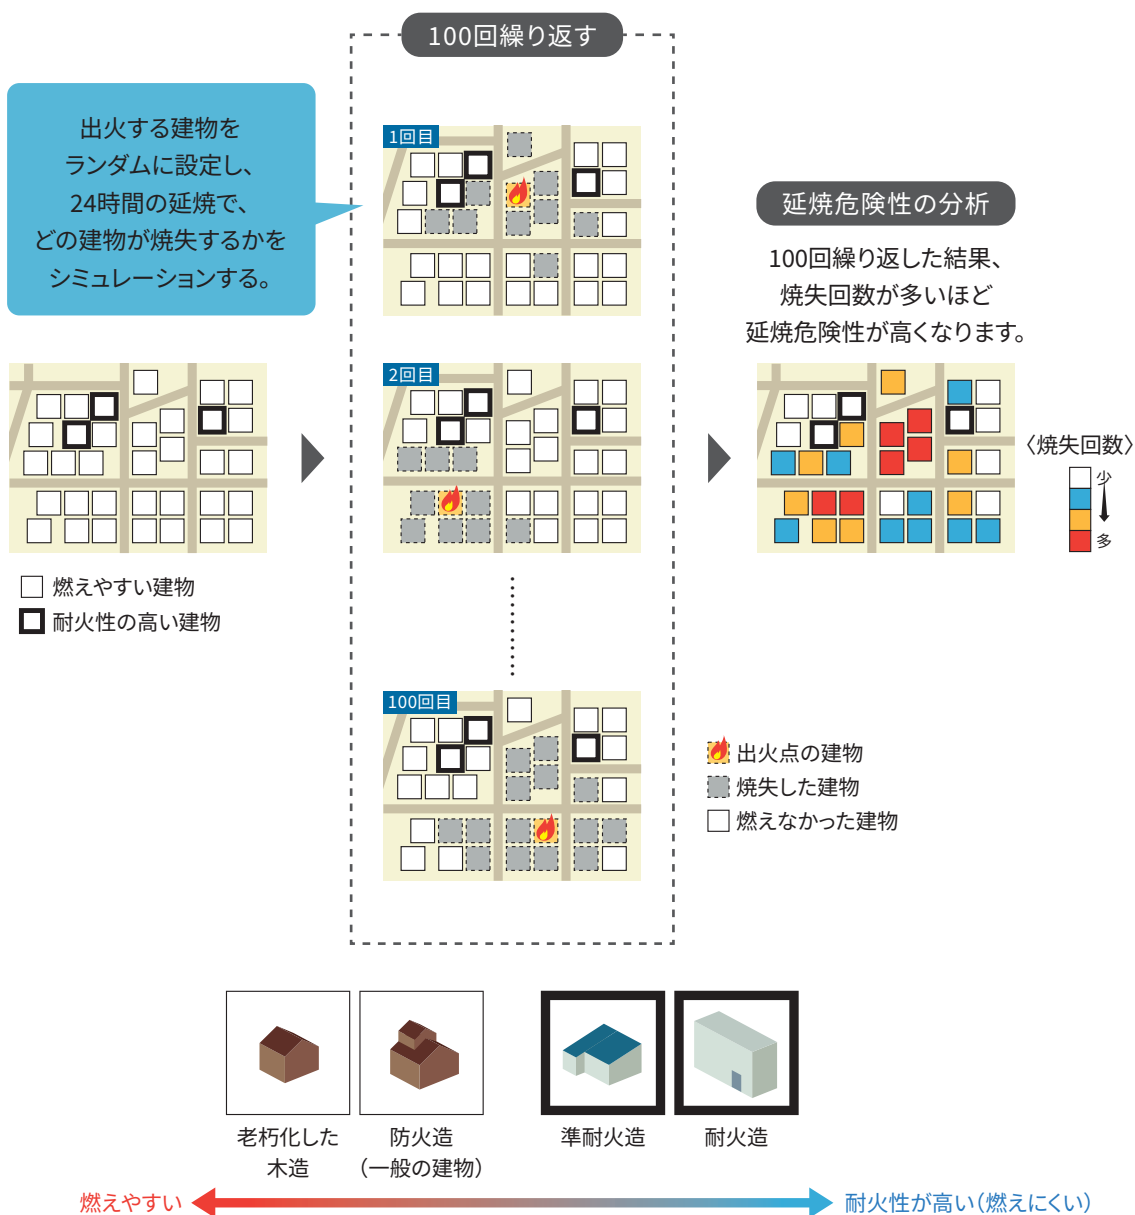 100回繰り返す
出火する建物を
ランダムに設定し、
24時間の延焼で、
どの建物が焼失するかを
シミュレーションする。
1回目
延焼危険性の分析
100回繰り返した結果、
焼失回数が多いほど
延焼危険性が高くなります。
2回目
〈焼失回数〉
少
多
燃えやすい建物
耐火性の高い建物
100回目
出火点の建物
焼失した建物
燃えなかった建物
老朽化した
木造
防火造
（一般の建物）
準耐火造
耐火造
燃えやすい
耐火性が高い（燃えにくい）